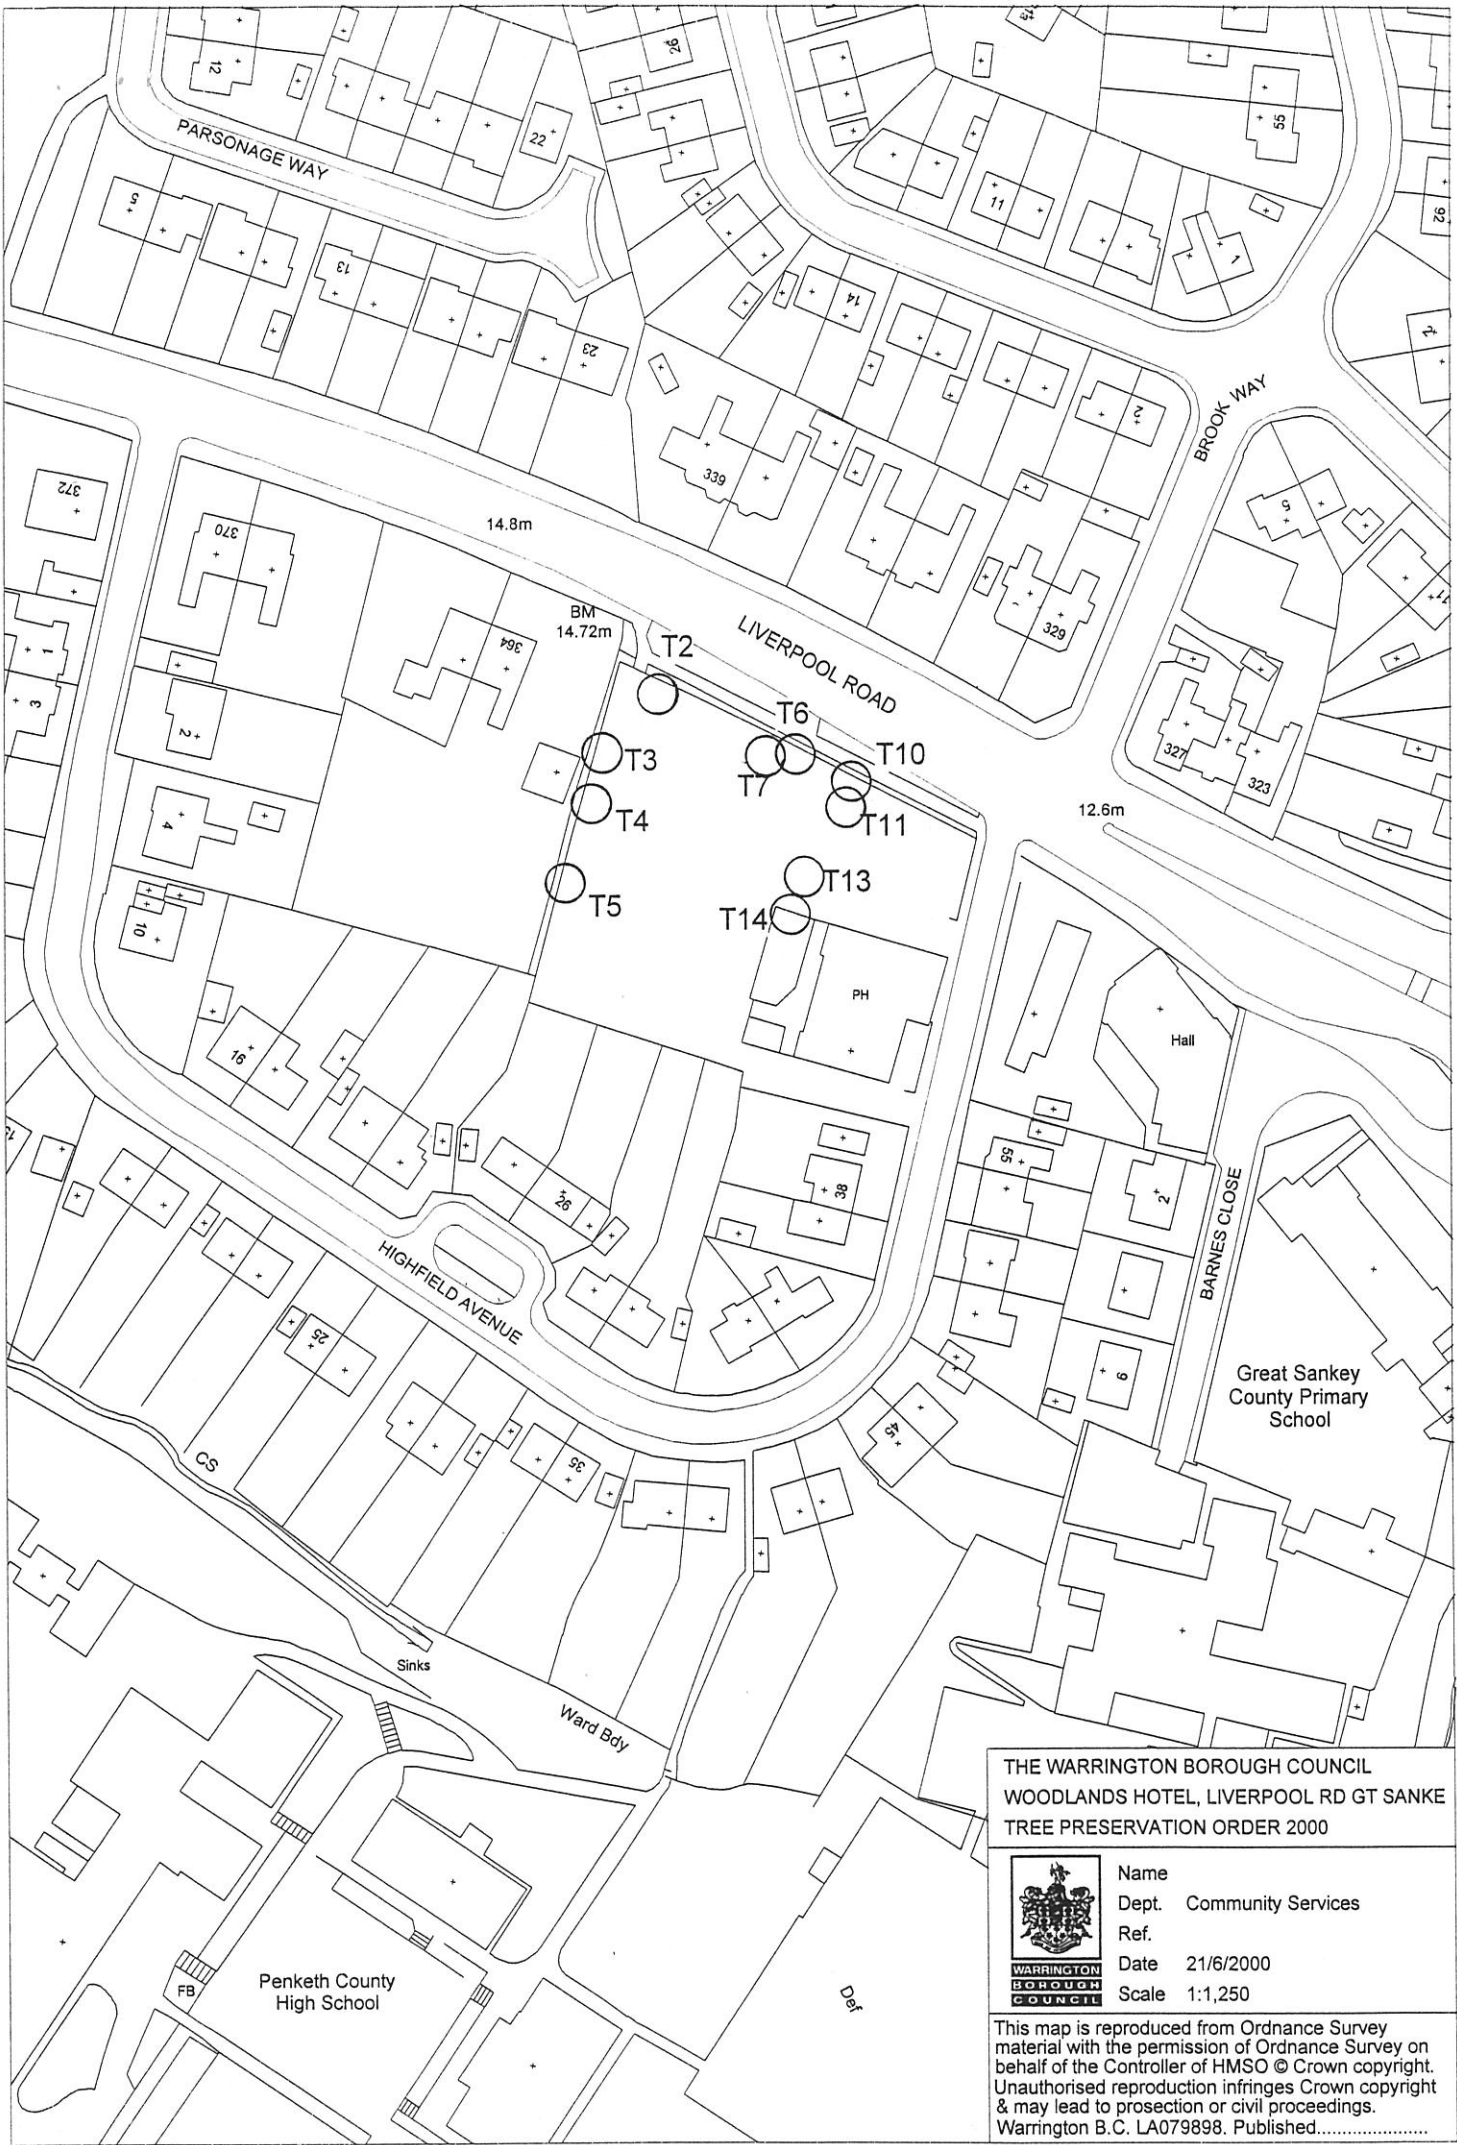 12
26
13
55
PARSONAGE WAY
22
5
11
1
92
13
14
2
23
2
BROOK WAY
339
372
370
14.8m
5
11
BM
14.72m
364
T2
LIVERPOOL ROAD
329
1
3
2
T6
T3
T7
T10
327
323
T4
T11
12.6m
4
T13
T5
T14
10
PH
Hall
16
55
2
26
38
BARNES CLOSE
HIGHFIELD AVENUE
25
6
Great Sankey
County Primary
School
45
CS
35
Sinks
Ward Bdy
THE WARRINGTON BOROUGH COUNCIL
WOODLANDS HOTEL, LIVERPOOL RD GT SANKE
TREE PRESERVATION ORDER 2000
Name
Dept. Community Services
Ref.
Date 21/6/2000
Scale 1:1,250
WARRINGTON
BOROUGH
COUNCIL
FB
Penketh County
High School
Def
This map is reproduced from Ordnance Survey
material with the permission of Ordnance Survey on
behalf of the Controller of HMSO © Crown copyright.
Unauthorised reproduction infringes Crown copyright
& may lead to prosection or civil proceedings.
Warrington B.C. LA079898. Published......................